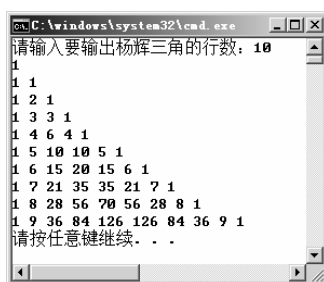 C:\windows\system32\cmd.exe
请输入要输出杨辉三角的行数：10
1
1 1
1 2 1
1 3 3 1
1 4 6 4 1
1 5 10 10 5 1
1 6 15 20 15 6 1
1 7 21 35 35 21 7 1
1 8 28 56 70 56 28 8 1
1 9 36 84 126 126 84 36 9 1
请按任意键继续. . .